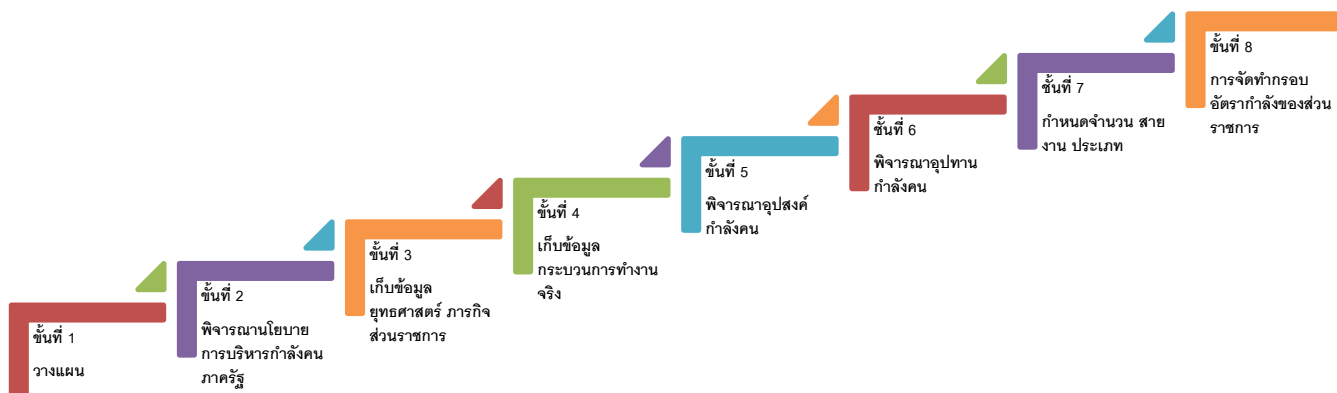 ขั้นที่ 1
วางแผน
ขั้นที่ 2
พิจารณานโยบาย
การบริหารกำลังคน
ภาครัฐ
ขั้นที่ 3
เก็บข้อมูล
ยุทธศาสตร์ ภารกิจ
ส่วนราชการ
ขั้นที่ 4
เก็บข้อมูล
กระบวนการทำงาน
จริง
ขั้นที่ 5
พิจารณาอุปสงค์
กำลังคน
ชั้นที่ 6
พิจารณาอุปทาน
กำลังคน
ชั้นที่ 7
กำหนดจำนวน สาย
งาน ประเภท
ขั้นที่ 8
การจัดทำกรอบ
อัตรากำลังของส่วน
ราชการ